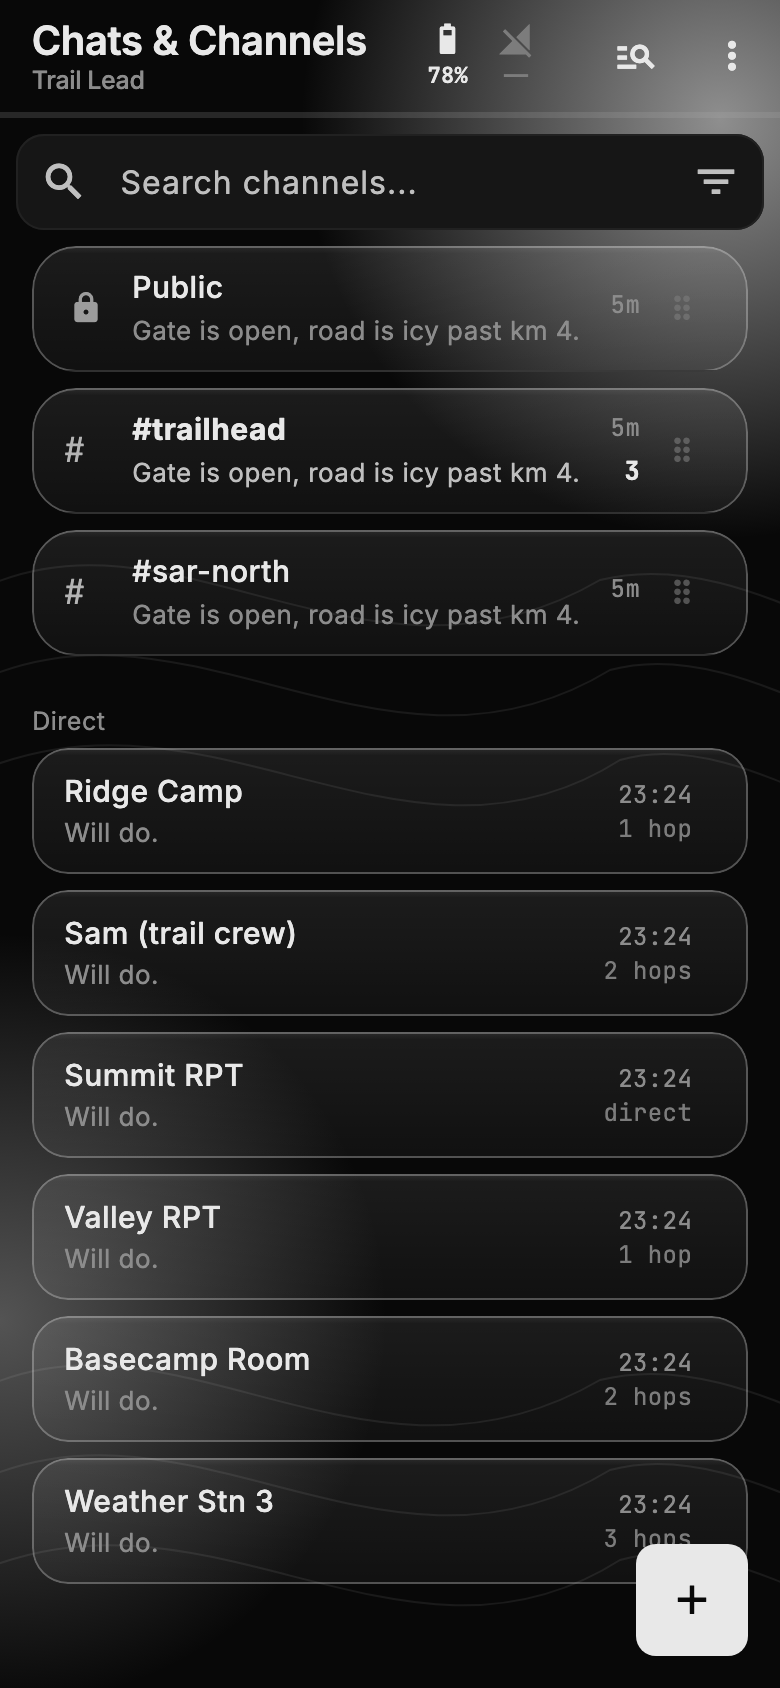 Chats & Channels
Trail Lead
78%
—
Search channels...
Public
Gate is open, road is icy past km 4.
5m
#
#trailhead
Gate is open, road is icy past km 4.
5m
3
#
#sar-north
Gate is open, road is icy past km 4.
5m
Direct
Ridge Camp
Will do.
23:24
1 hop
Sam (trail crew)
Will do.
23:24
2 hops
Summit RPT
Will do.
23:24
direct
Valley RPT
Will do.
23:24
1 hop
Basecamp Room
Will do.
23:24
2 hops
Weather Stn 3
Will do.
23:24
3 hops
+